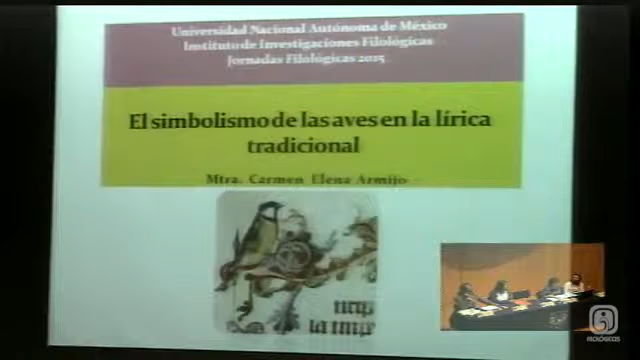 Universidad Nacional Autónoma de México
Instituto de Investigaciones Filológicas
Jornadas Filológicas 2015
El simbolismo de las aves en la lírica
tradicional
Mtra. Carmen Elena Armijo
FILOLÓGICAS